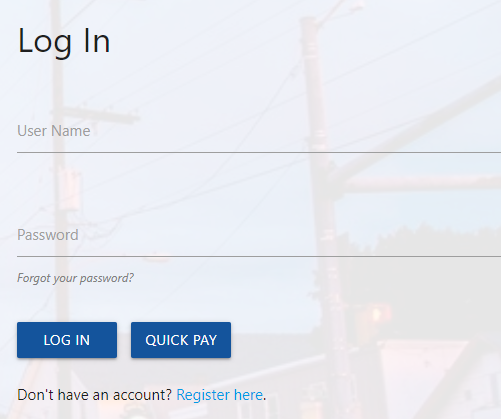 Log In
User Name
Password
Forgot your password?
LOG IN QUICK PAY
Don't have an account? Register here.